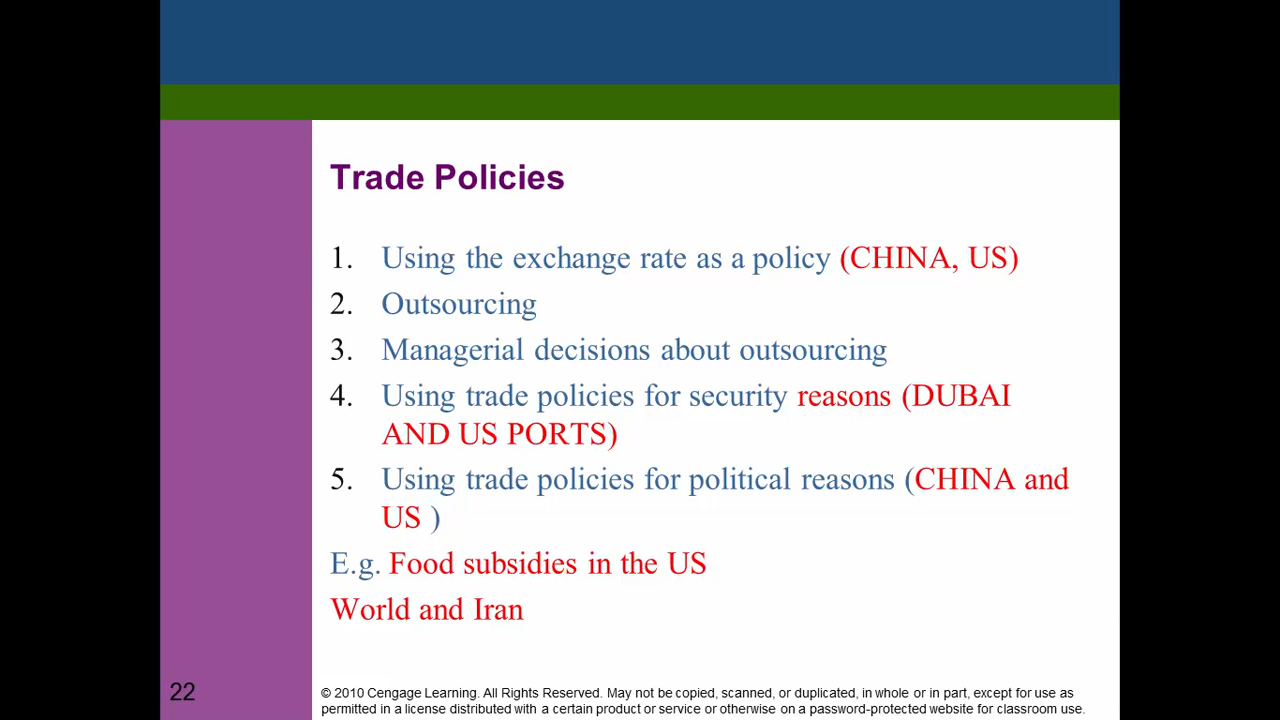 Trade Policies
1. Using the exchange rate as a policy (CHINA, US)
2. Outsourcing
3. Managerial decisions about outsourcing
4. Using trade policies for security reasons (DUBAI
AND US PORTS)
5. Using trade policies for political reasons (CHINA and
US )
E.g. Food subsidies in the US
World and Iran
22
© 2010 Cengage Learning. All Rights Reserved. May not be copied, scanned, or duplicated, in whole or in part, except for use as
permitted in a license distributed with a certain product or service or otherwise on a password-protected website for classroom use.